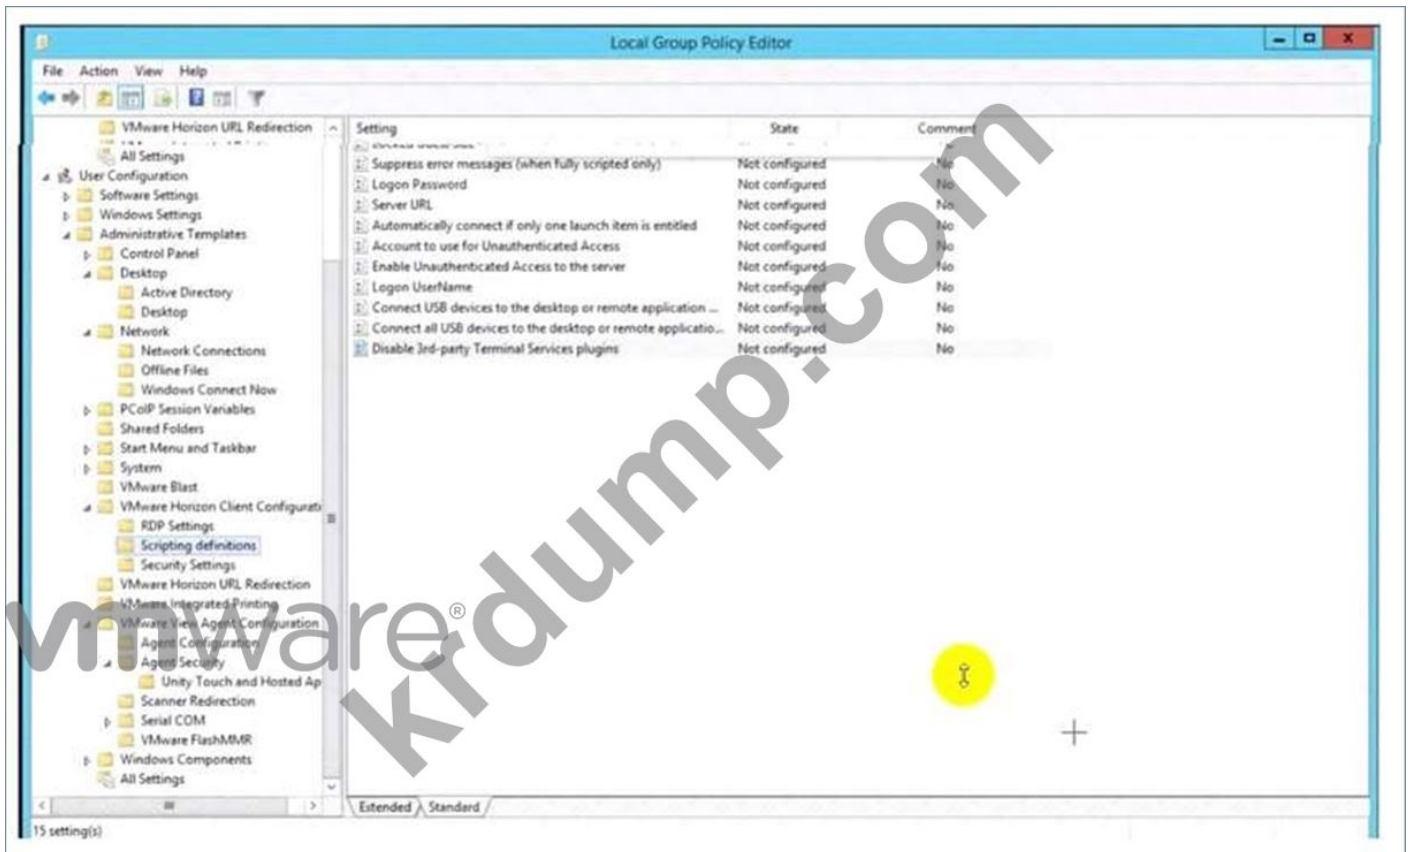 Local Group Policy Editor
File Action View Help
VMware Horizon URL Redirection
All Settings
User Configuration
Software Settings
Windows Settings
Administrative Templates
Control Panel
Desktop
Active Directory
Desktop
Network
Network Connections
Offline Files
Windows Connect Now
PCoIP Session Variables
Shared Folders
Start Menu and Taskbar
System
VMware Blast
VMware Horizon Client Configurati
RDP Settings
Scripting definitions
Security Settings
VMware Horizon URL Redirection
VMware Integrated Printing
VMware View Agent Configuration
Agent Configuration
Agent Security
Unity Touch and Hosted Ap
Scanner Redirection
Serial COM
VMware FlashMMR
Windows Components
All Settings
Setting State Comment
Suppress error messages (when fully scripted only) Not configured No
Logon Password Not configured No
Server URL Not configured No
Automatically connect if only one launch item is entitled Not configured No
Account to use for Unauthenticated Access Not configured No
Enable Unauthenticated Access to the server Not configured No
Logon UserName Not configured No
Connect USB devices to the desktop or remote application ... Not configured No
Connect all USB devices to the desktop or remote applicatio... Not configured No
Disable 3rd-party Terminal Services plugins Not configured No
Extended Standard
15 setting(s)
vmware®
krdump.com